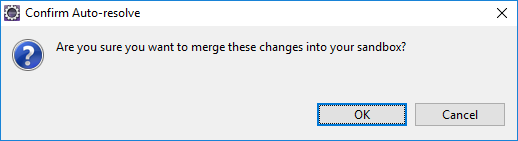 Confirm Auto-resolve
Are you sure you want to merge these changes into your sandbox?
OK
Cancel